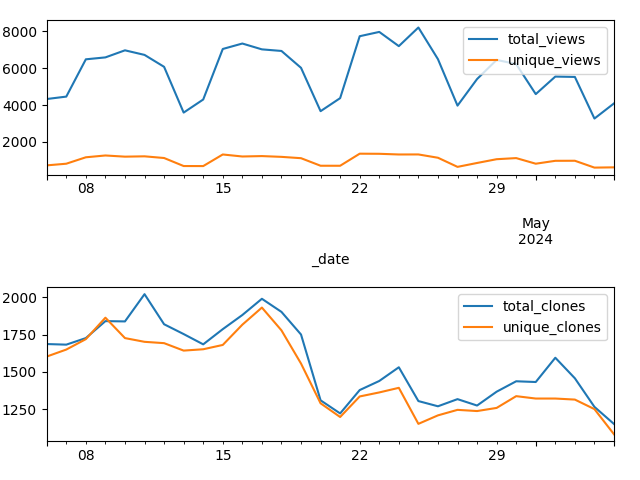 8000
6000
4000
2000
total_views
unique_views
08
15
22
29
May
2024
_date
2000
1750
1500
1250
total_clones
unique_clones
08
15
22
29